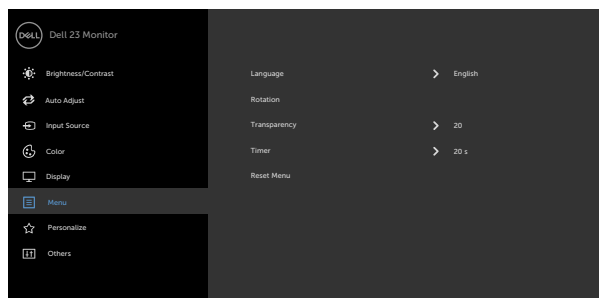 DELL Dell 23 Monitor
Brightness/Contrast Language English
Auto Adjust Rotation
Input Source Transparency 20
Color Timer 20 s
Display Reset Menu
Menu
Personalize
Others